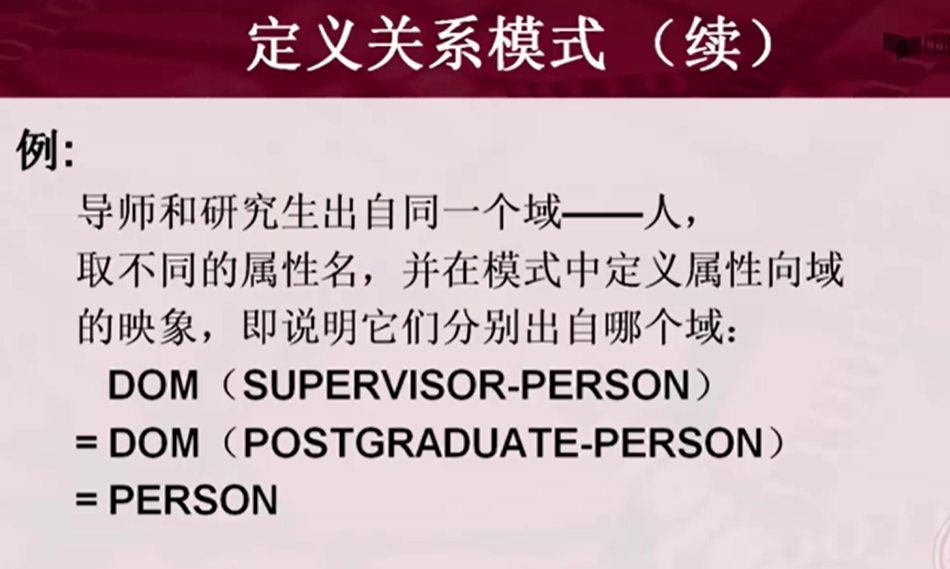 定义关系模式 （续）
例:
导师和研究生出自同一个域——人，
取不同的属性名，并在模式中定义属性向域
的映象，即说明它们分别出自哪个域：
DOM（SUPERVISOR-PERSON）
= DOM（POSTGRADUATE-PERSON）
= PERSON